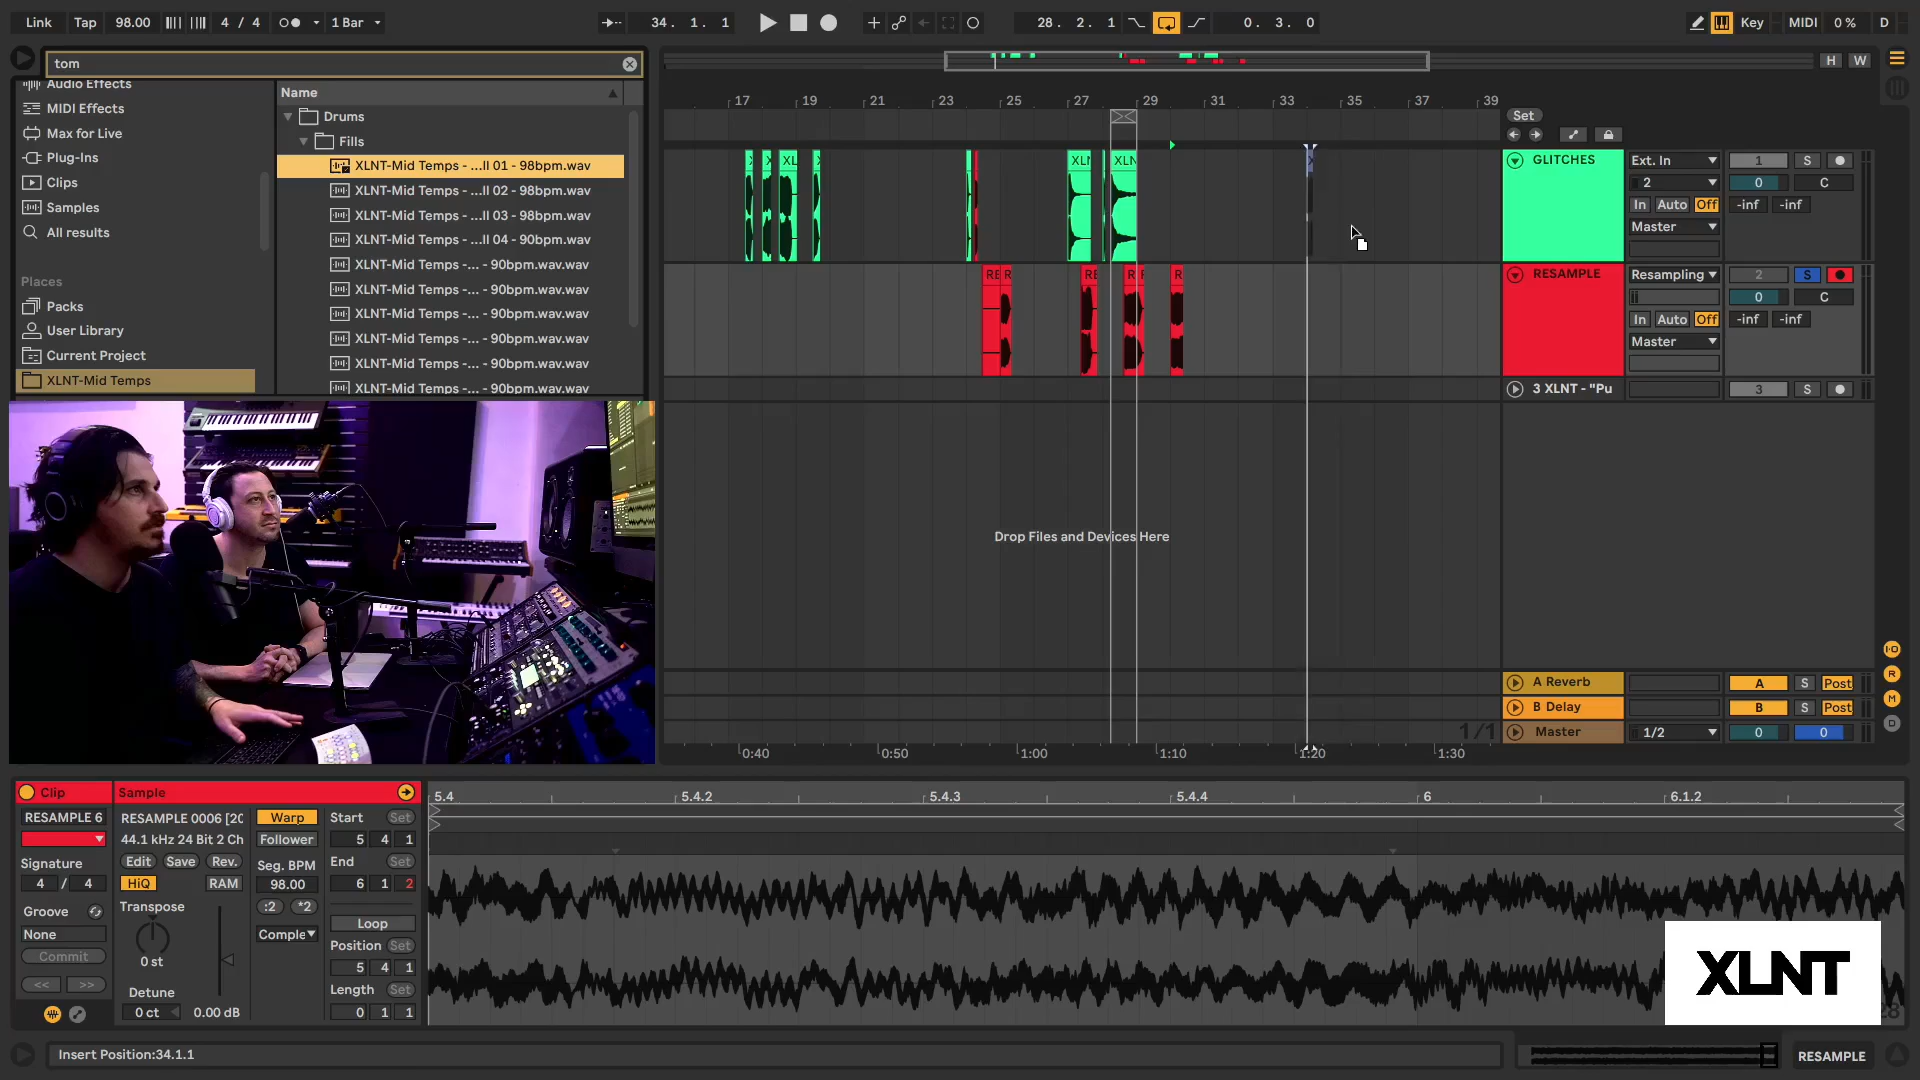 Link Tap 98.00 4 / 4 1 Bar 34. 1. 1 28. 2. 1 0. 3. 0 Key MIDI 0 % D
tom
H W
Audio Effects
MIDI Effects
Max for Live
Plug-Ins
Clips
Samples
All results
Places
Packs
User Library
Current Project
XLNT-Mid Temps
Name
Drums
Fills
XLNT-Mid Temps -...ll 01 - 98bpm.wav
XLNT-Mid Temps -...ll 02 - 98bpm.wav
XLNT-Mid Temps -...ll 03 - 98bpm.wav
XLNT-Mid Temps -...ll 04 - 90bpm.wav
XLNT-Mid Temps -... 90bpm.wav.wav
XLNT-Mid Temps -... 90bpm.wav.wav
XLNT-Mid Temps -... 90bpm.wav.wav
XLNT-Mid Temps -... 90bpm.wav.wav
XLNT-Mid Temps -... 90bpm.wav.wav
XLNT-Mid Temps -... 90bpm.wav.wav
17 19 21 23 25 27 29 31 33 35 37 39
Set
XL XLN XLN
GLITCHES Ext. In 1 S
2 0 C
In Auto Off -inf -inf
Master
RE R RE R R
RESAMPLE Resampling 2 S
0 C
In Auto Off -inf -inf
Master
3 XLNT - "Pu 3 S
Drop Files and Devices Here
A Reverb A S Post
B Delay B S Post
1/1 Master 1/2 0 0
0:40 0:50 1:00 1:10 1:20 1:30
Clip
RESAMPLE 6
Signature
4 / 4
Groove
None
Commit
<< >>
Sample
RESAMPLE 0006 [20
44.1 kHz 24 Bit 2 Ch
Edit Save Rev.
HiQ RAM
Transpose
0 st
Detune
0 ct 0.00 dB
Warp
Follower
Seg. BPM
98.00
:2 *2
Comple
Start Set
5 4 1
End Set
6 1 2
Loop
Position Set
5 4 1
Length Set
0 1 1
5.4 5.4.2 5.4.3 5.4.4 6 6.1.2
XLNT
Insert Position:34.1.1
RESAMPLE